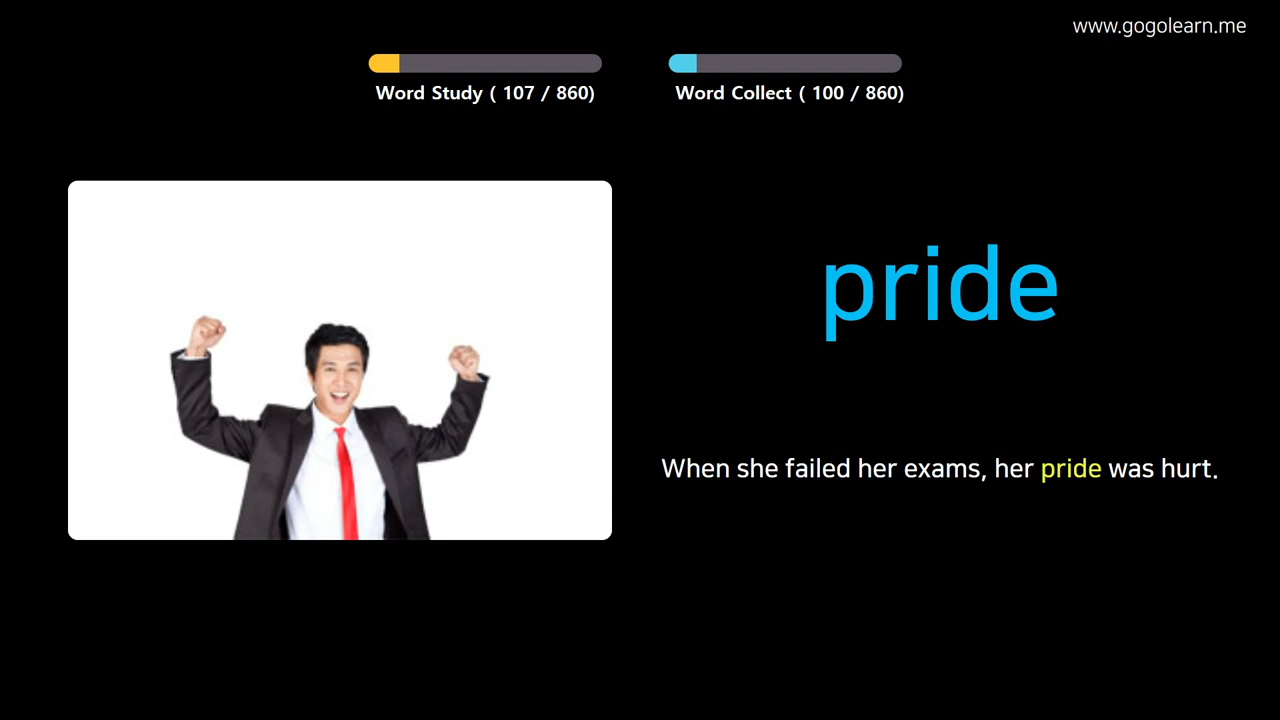 www.gogolearn.me
Word Study ( 107 / 860)
Word Collect ( 100 / 860)
pride
When she failed her exams, her pride was hurt.